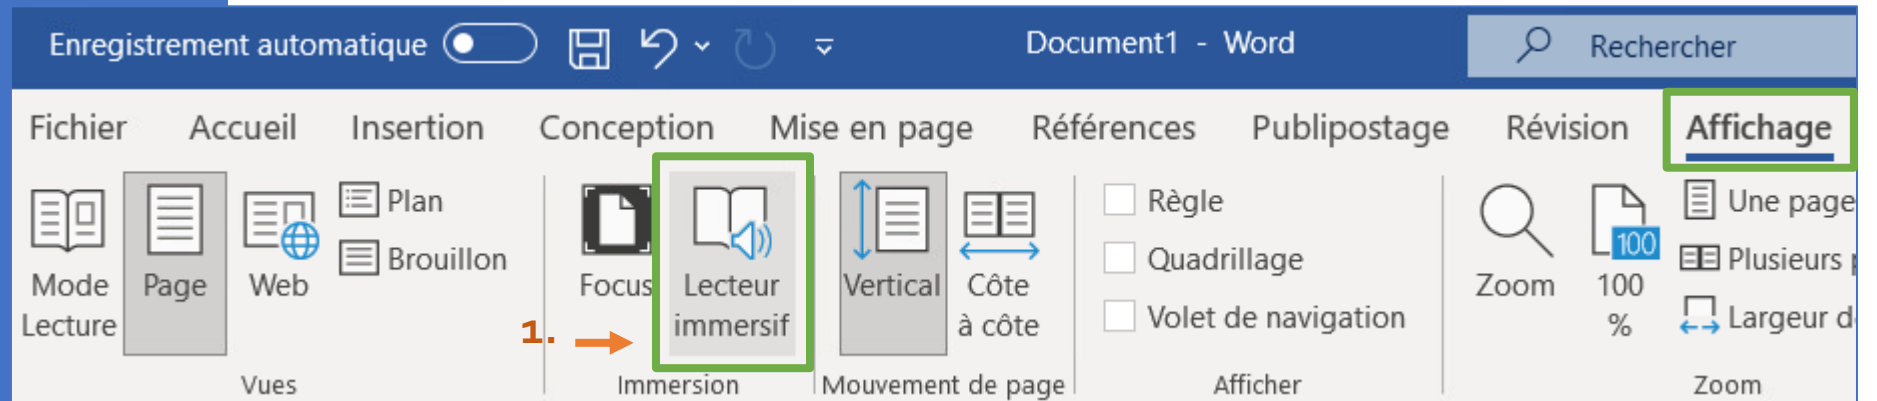 Enregistrement automatique
Document1 - Word
Rechercher
Fichier Accueil Insertion Conception Mise en page Références Publipostage Révision Affichage
Mode Lecture
Page
Web
Plan
Brouillon
Vues
1.
Focus
Lecteur immersif
Immersion
Vertical
Côte à côte
Mouvement de page
Règle
Quadrillage
Volet de navigation
Afficher
Zoom
100
100 %
Une page
Plusieurs
Largeur
Zoom